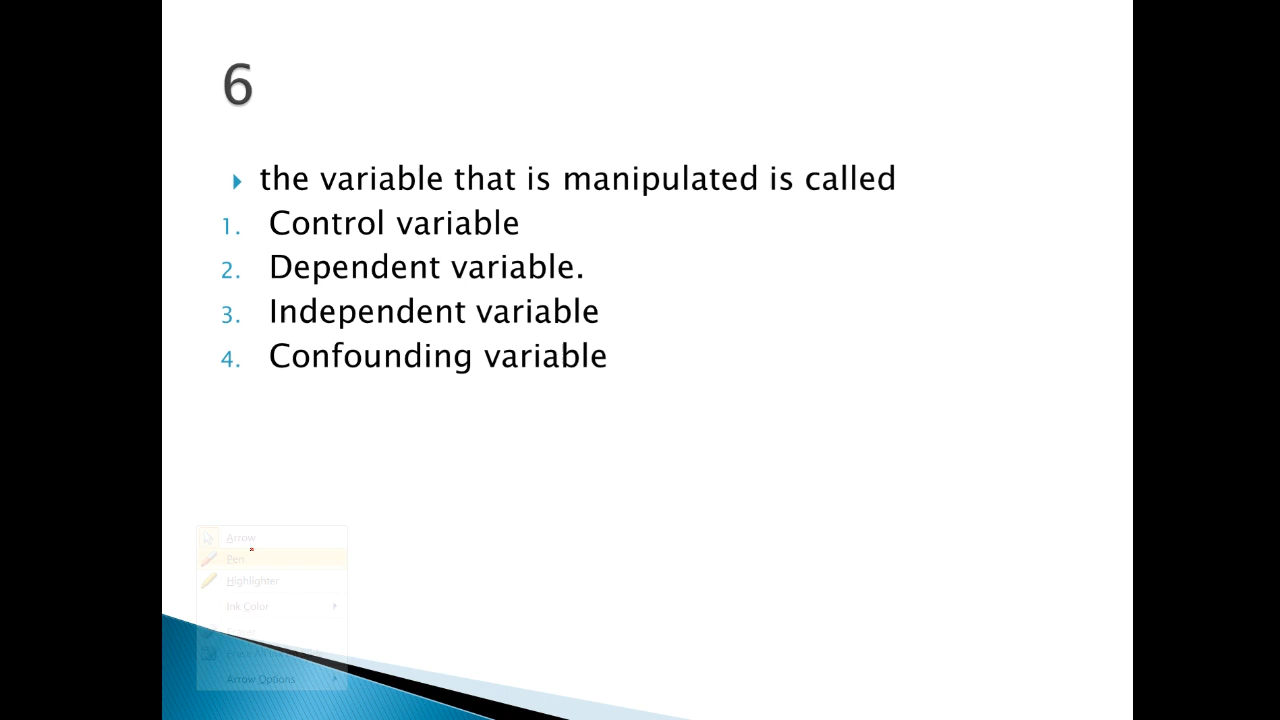 6
the variable that is manipulated is called
1. Control variable
2. Dependent variable.
3. Independent variable
4. Confounding variable
Arrow
Pen
Highlighter
Ink Color
Arrow Options